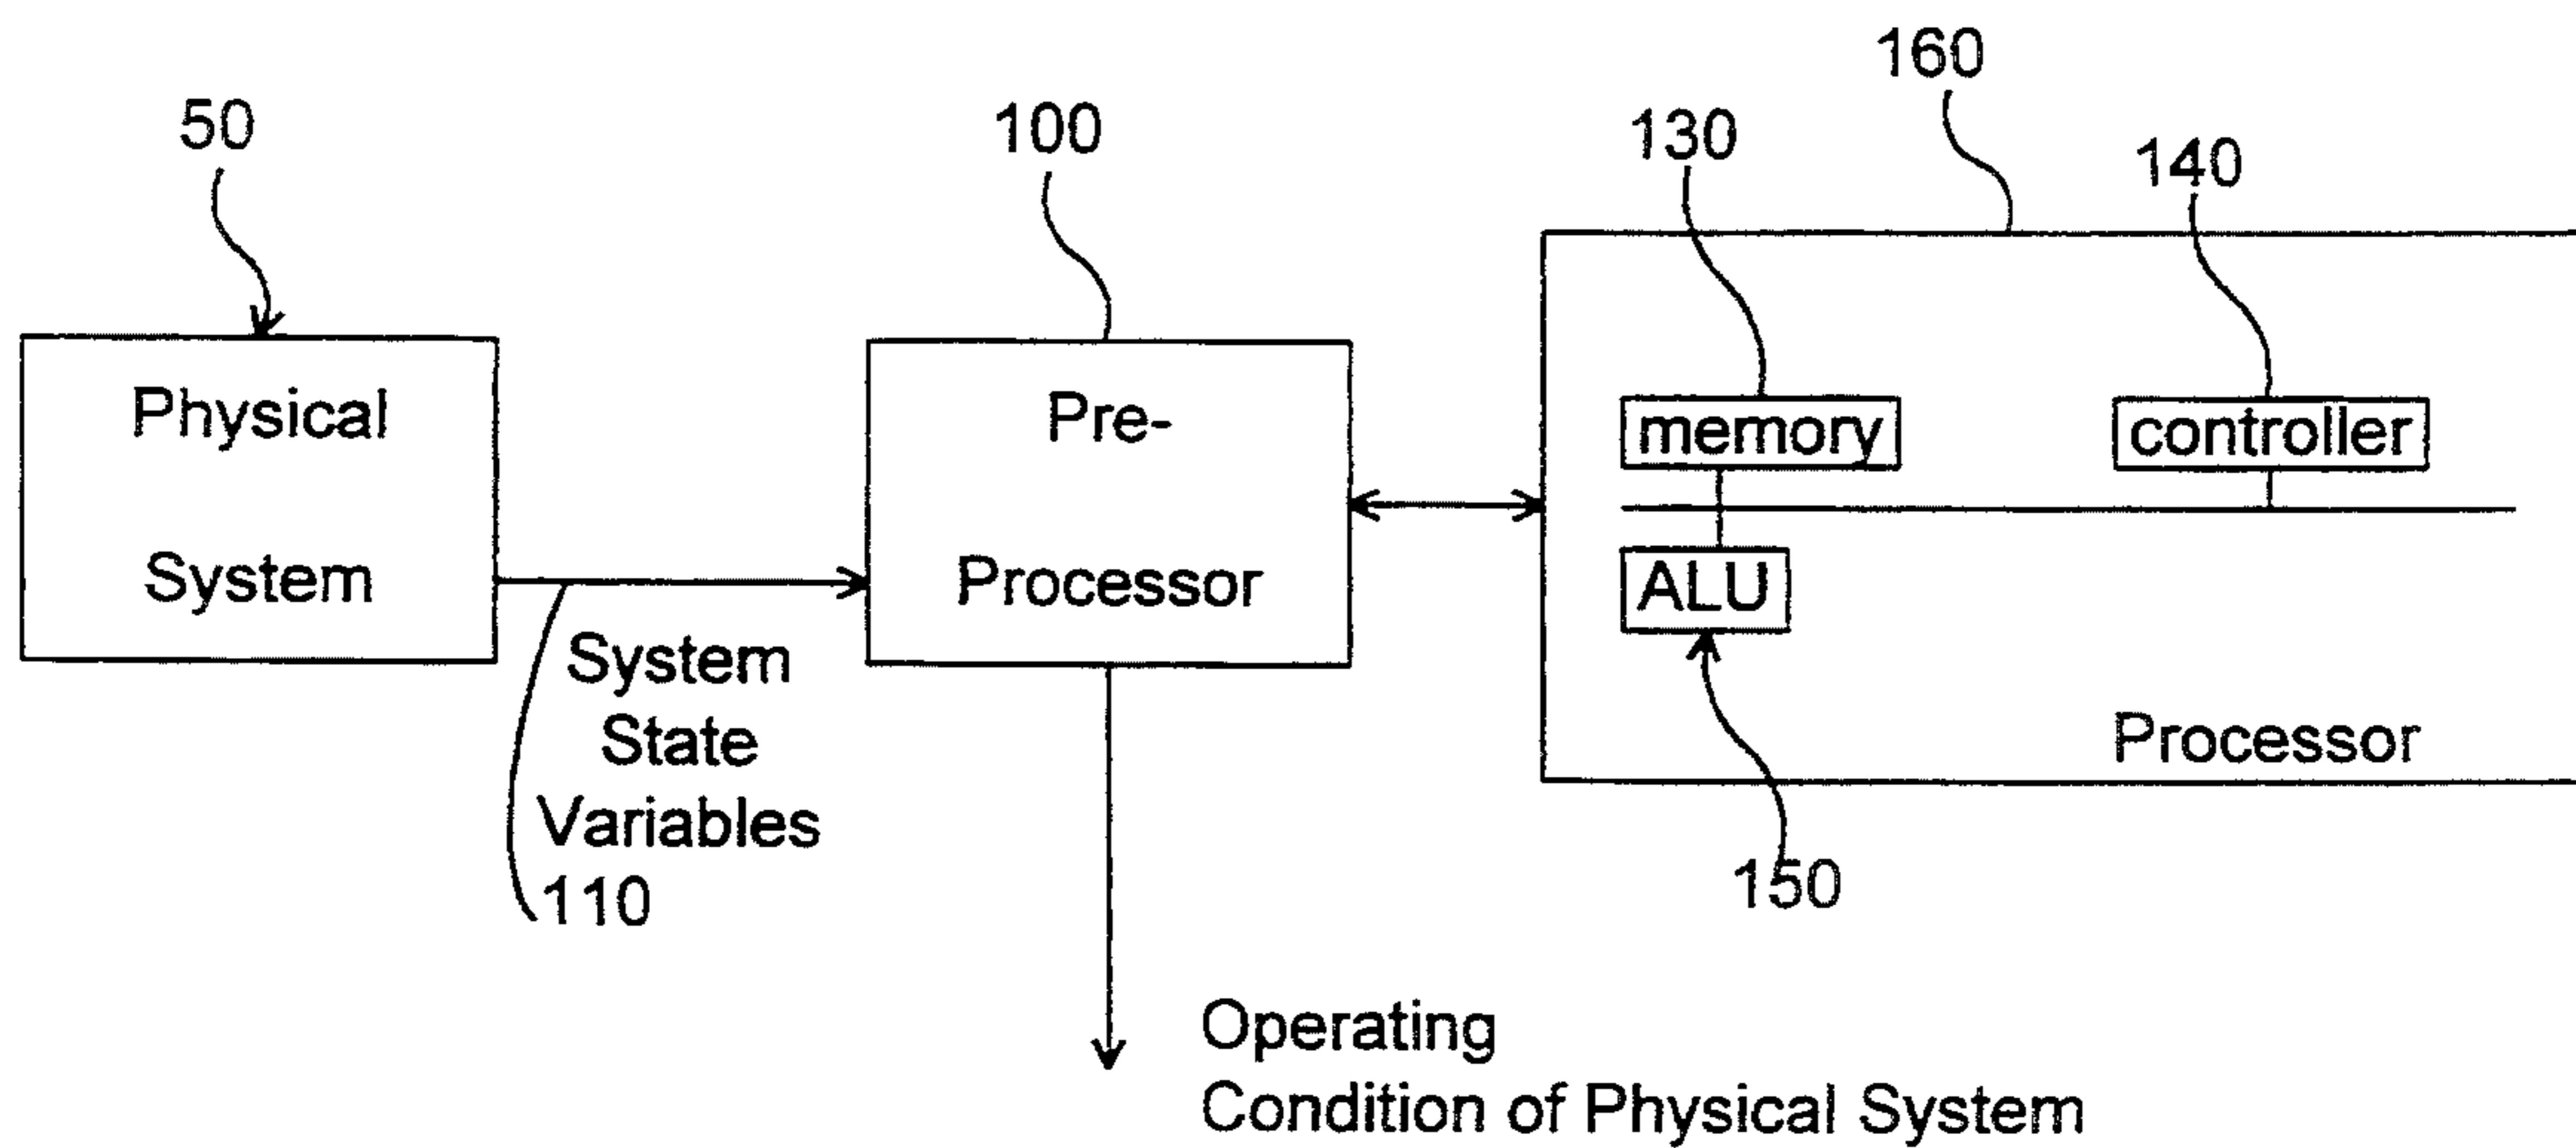 160
50
100
130
140
Physical
System
Pre-
Processor
memory
controller
ALU
System
State
Variables
110
Processor
150
Operating
Condition of Physical System